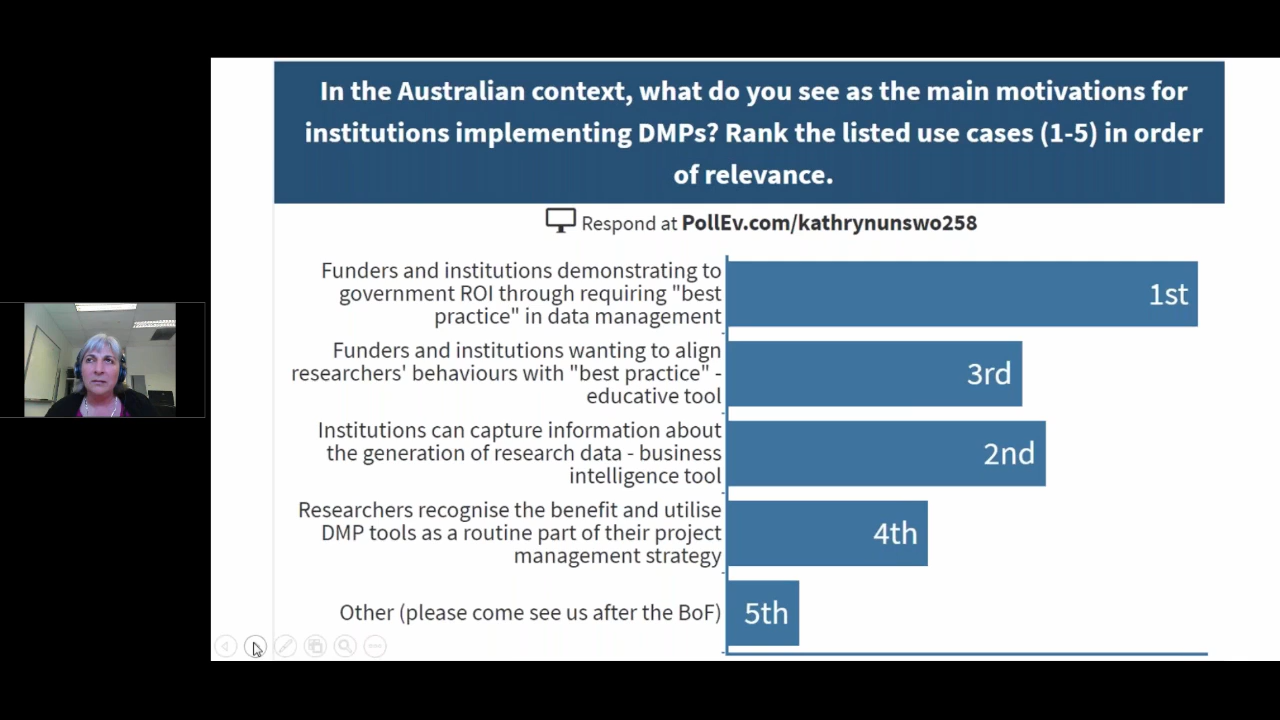 In the Australian context, what do you see as the main motivations for
institutions implementing DMPs? Rank the listed use cases (1-5) in order
of relevance.
Respond at PollEv.com/kathrynunswo258
Funders and institutions demonstrating to
government ROI through requiring "best
practice" in data management
1st
Funders and institutions wanting to align
researchers' behaviours with "best practice" -
educative tool
3rd
Institutions can capture information about
the generation of research data - business
intelligence tool
2nd
Researchers recognise the benefit and utilise
DMP tools as a routine part of their project
management strategy
4th
Other (please come see us after the BoF)
5th